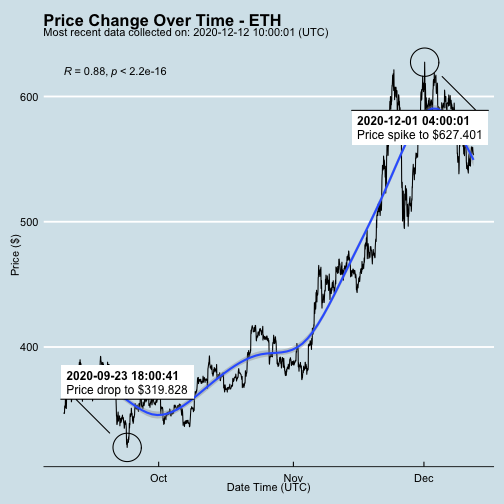 Price Change Over Time - ETH
Most recent data collected on: 2020-12-12 10:00:01 (UTC)
R = 0.88, p < 2.2e-16
600
2020-12-01 04:00:01
Price spike to $627.401
500
Price ($)
400
2020-09-23 18:00:41
Price drop to $319.828
Oct Nov Dec
Date Time (UTC)